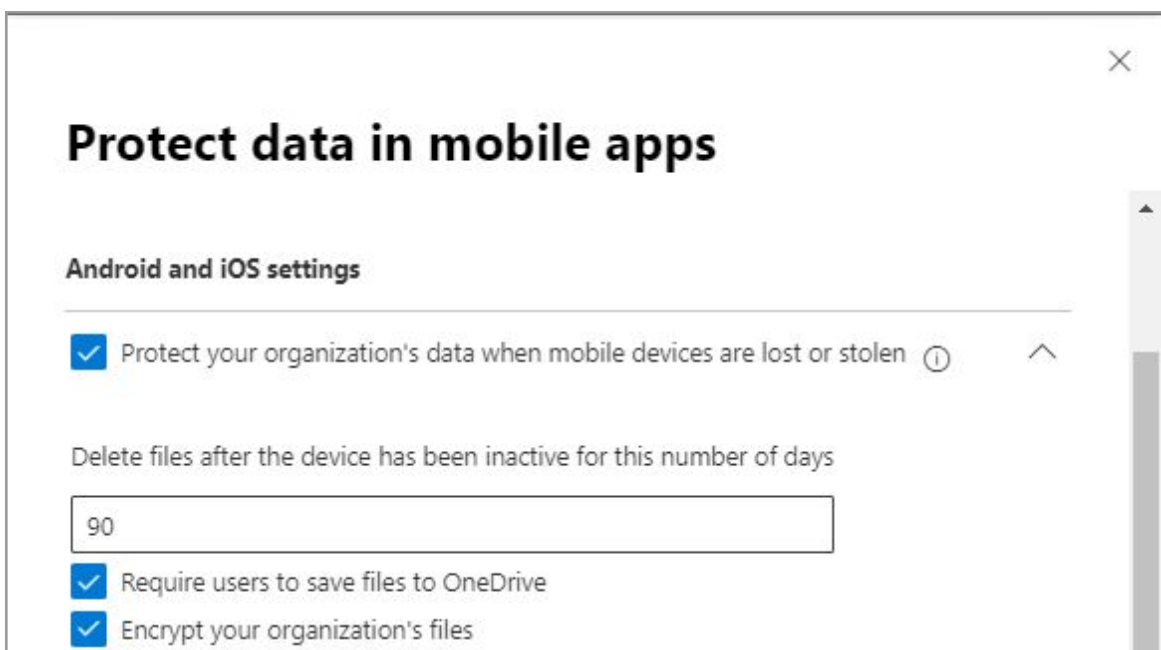 Protect data in mobile apps
Android and iOS settings
Protect your organization's data when mobile devices are lost or stolen
Delete files after the device has been inactive for this number of days
90
Require users to save files to OneDrive
Encrypt your organization's files